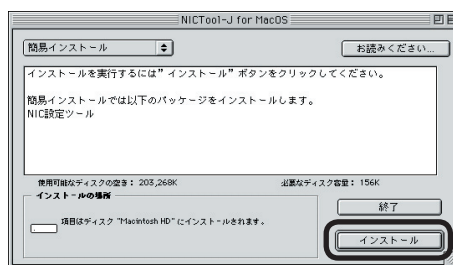 NICTool-J for MacOS
簡易インストール
お読みください...
インストールを実行するには"インストール"ボタンをクリックしてください。
簡易インストールでは以下のパッケージをインストールします。
NIC設定ツール
使用可能なディスクの空き: 203,268K
必要なディスク容量: 156K
インストールの場所
項目はディスク "Macintosh HD" にインストールされます。
終了
インストール